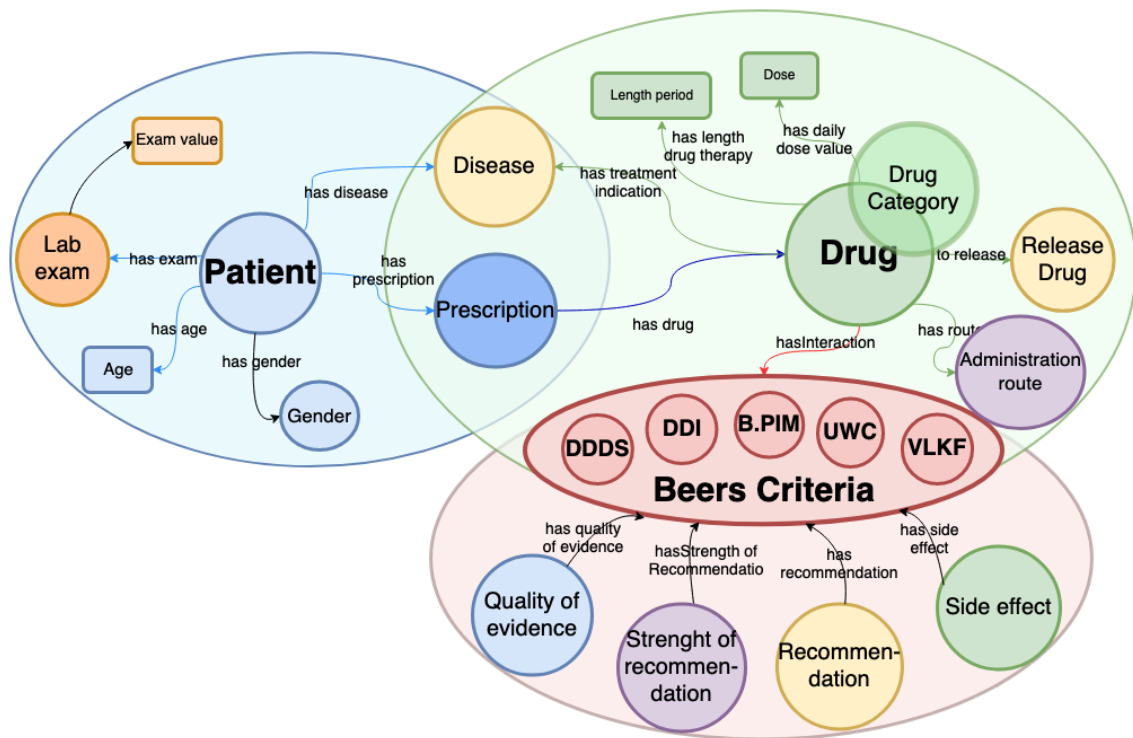 Exam value
Lab
exam
has exam
has age
Age
Patient
has disease
has gender
Gender
has
prescription
Disease
Prescription
has drug
Length period
Dose
has length
drug therapy
has daily
dose value
has treatment
indication
Drug
Category
Drug
to release
Release
Drug
has route
Administration
route
hasInteraction
DDDS
DDI
B.PIM
UWC
VLKF
Beers Criteria
has quality
of evidence
hasStrength of
Recommendatio
has
recommendation
has side
effect
Quality of
evidence
Strenght of
recommen-
dation
Recommen-
dation
Side effect